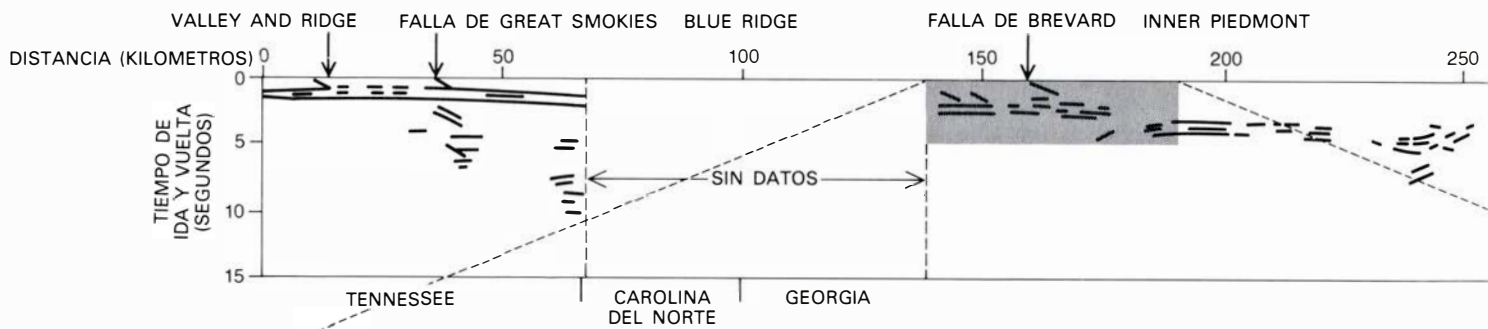 VALLEY AND RIDGE FALLA DE GREAT SMOKIES BLUE RIDGE FALLA DE BREVARD INNER PIEDMONT
DISTANCIA (KILOMETROS) 0 50 100 150 200 250
0
5
10
15
TIEMPO DE
IDA Y VUELTA
(SEGUNDOS)
SIN DATOS
TENNESSEE CAROLINA GEORGIA
DEL NORTE